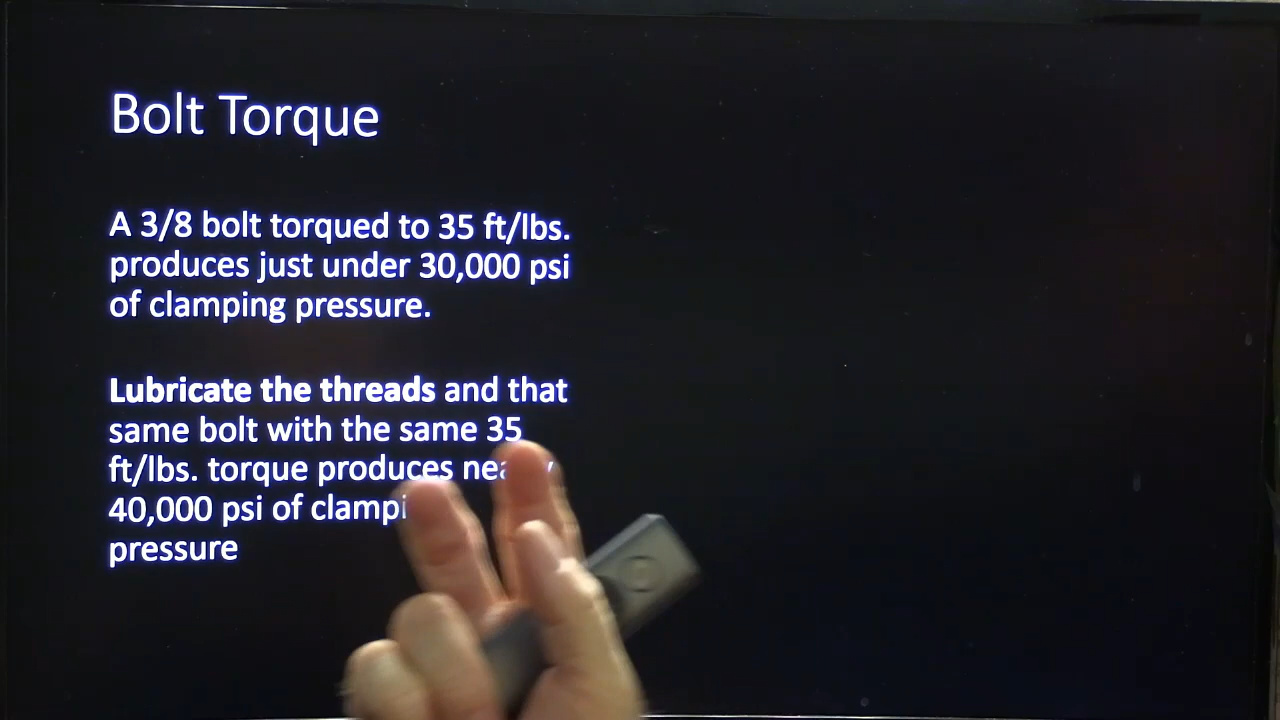 Bolt Torque
A 3/8 bolt torqued to 35 ft/lbs.
produces just under 30,000 psi
of clamping pressure.
Lubricate the threads and that
same bolt with the same 35
ft/lbs. torque produces
40,000 psi of
pressure